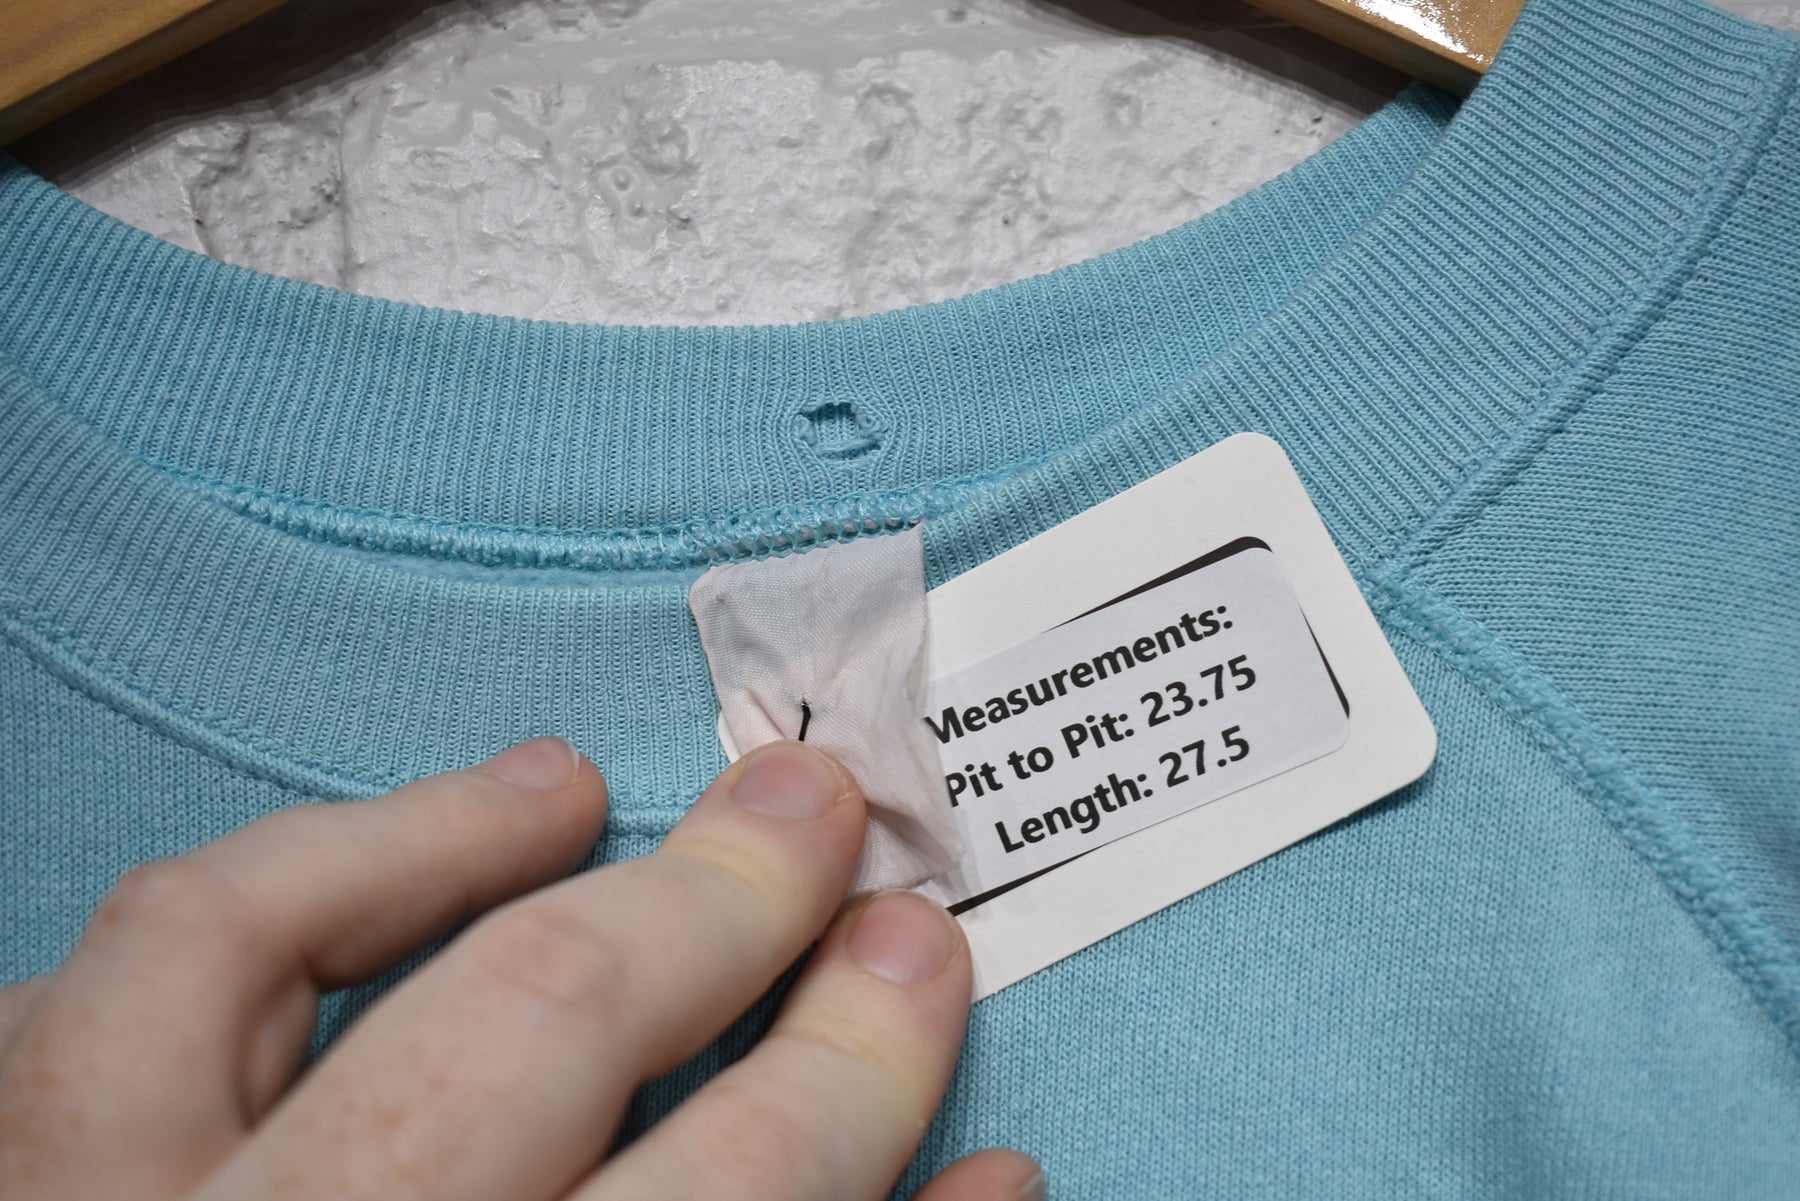 Measurements:
Pit to Pit: 23.75
Length: 27.5